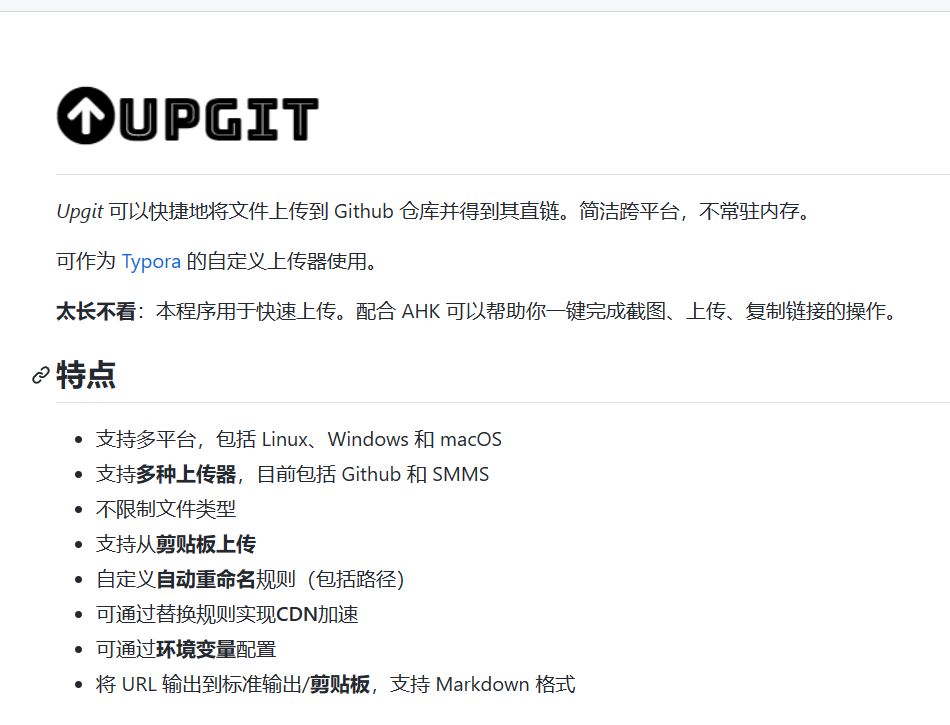 UPGIT
Upgit 可以快捷地将文件上传到 Github 仓库并得到其直链。简洁跨平台，不常驻内存。
可作为 Typora 的自定义上传器使用。
太长不看：本程序用于快速上传。配合 AHK 可以帮助你一键完成截图、上传、复制链接的操作。
特点
支持多平台，包括 Linux、Windows 和 macOS
支持多种上传器，目前包括 Github 和 SMMS
不限制文件类型
支持从剪贴板上传
自定义自动重命名规则（包括路径）
可通过替换规则实现CDN加速
可通过环境变量配置
将 URL 输出到标准输出/剪贴板，支持 Markdown 格式